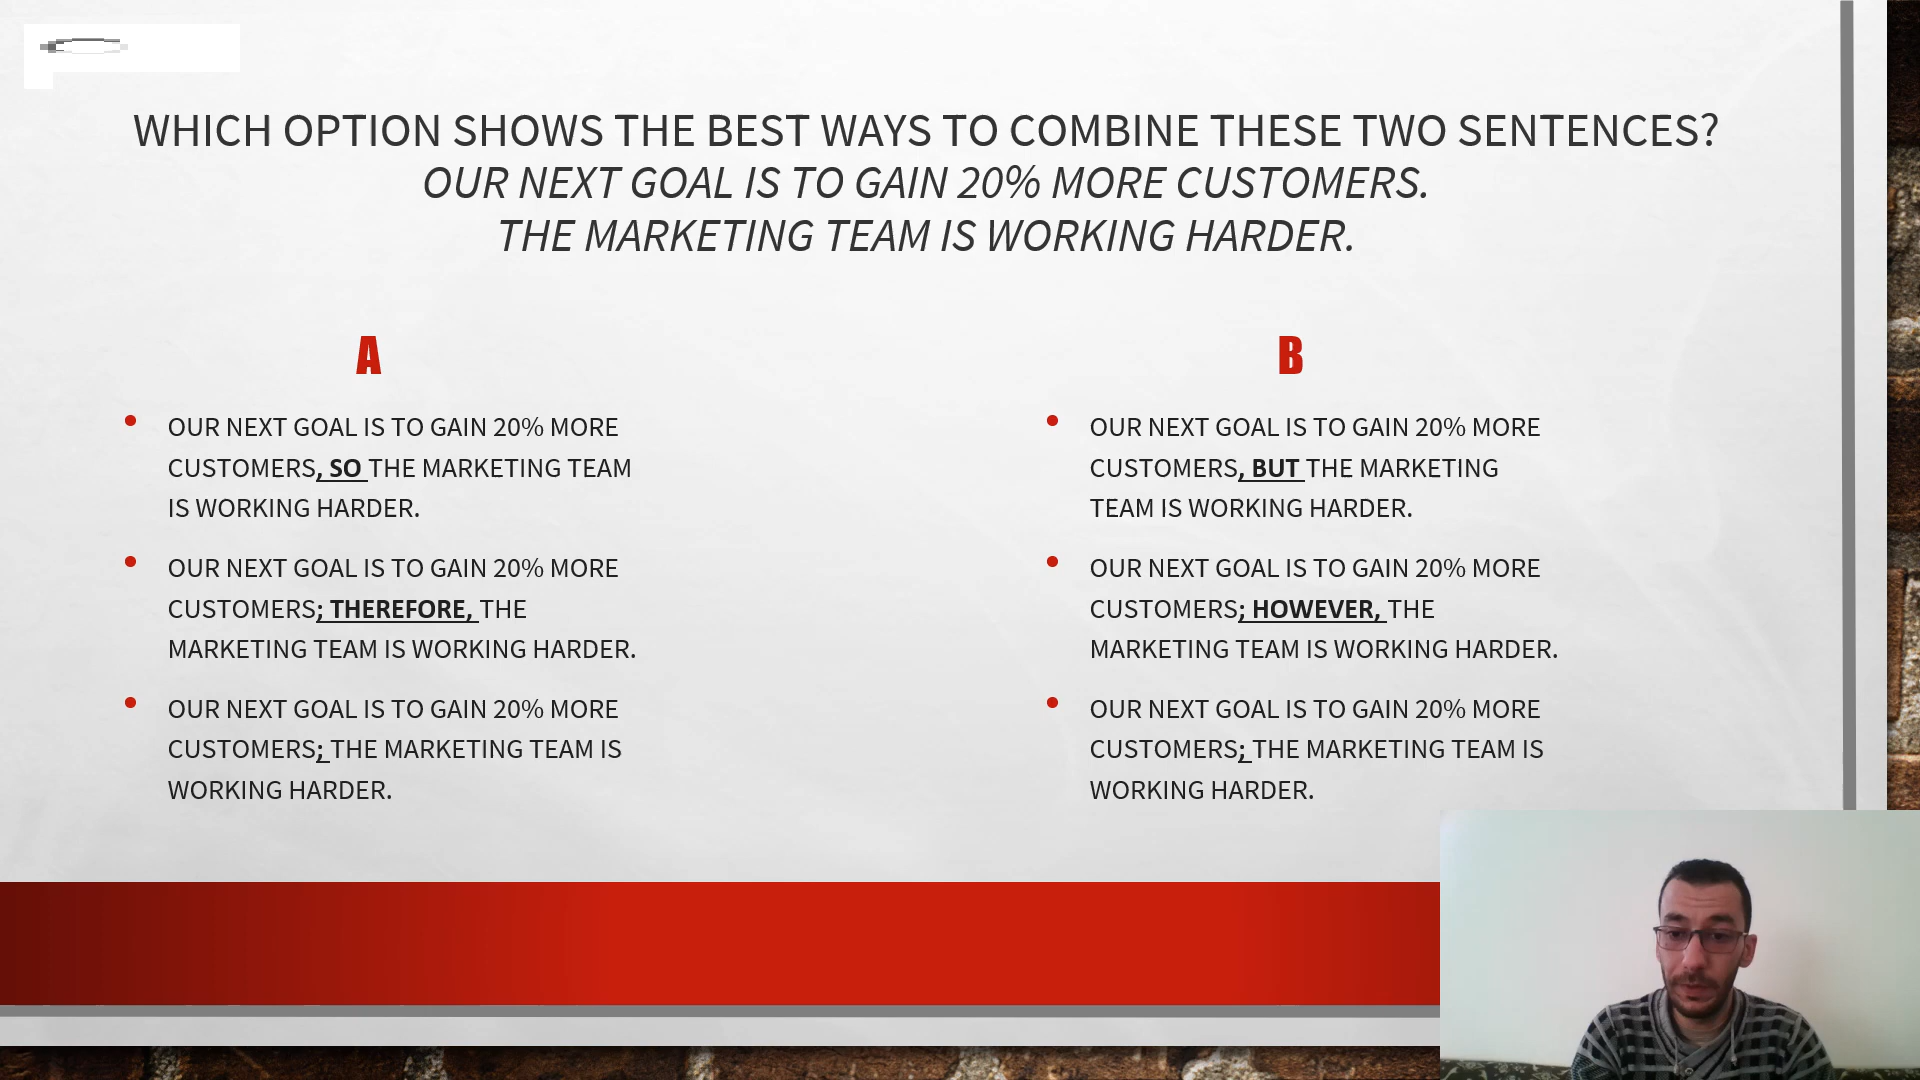 WHICH OPTION SHOWS THE BEST WAYS TO COMBINE THESE TWO SENTENCES?
OUR NEXT GOAL IS TO GAIN 20% MORE CUSTOMERS.
THE MARKETING TEAM IS WORKING HARDER.
A
OUR NEXT GOAL IS TO GAIN 20% MORE
CUSTOMERS, SO THE MARKETING TEAM
IS WORKING HARDER.
OUR NEXT GOAL IS TO GAIN 20% MORE
CUSTOMERS; THEREFORE, THE
MARKETING TEAM IS WORKING HARDER.
OUR NEXT GOAL IS TO GAIN 20% MORE
CUSTOMERS; THE MARKETING TEAM IS
WORKING HARDER.
B
OUR NEXT GOAL IS TO GAIN 20% MORE
CUSTOMERS, BUT THE MARKETING
TEAM IS WORKING HARDER.
OUR NEXT GOAL IS TO GAIN 20% MORE
CUSTOMERS; HOWEVER, THE
MARKETING TEAM IS WORKING HARDER.
OUR NEXT GOAL IS TO GAIN 20% MORE
CUSTOMERS; THE MARKETING TEAM IS
WORKING HARDER.